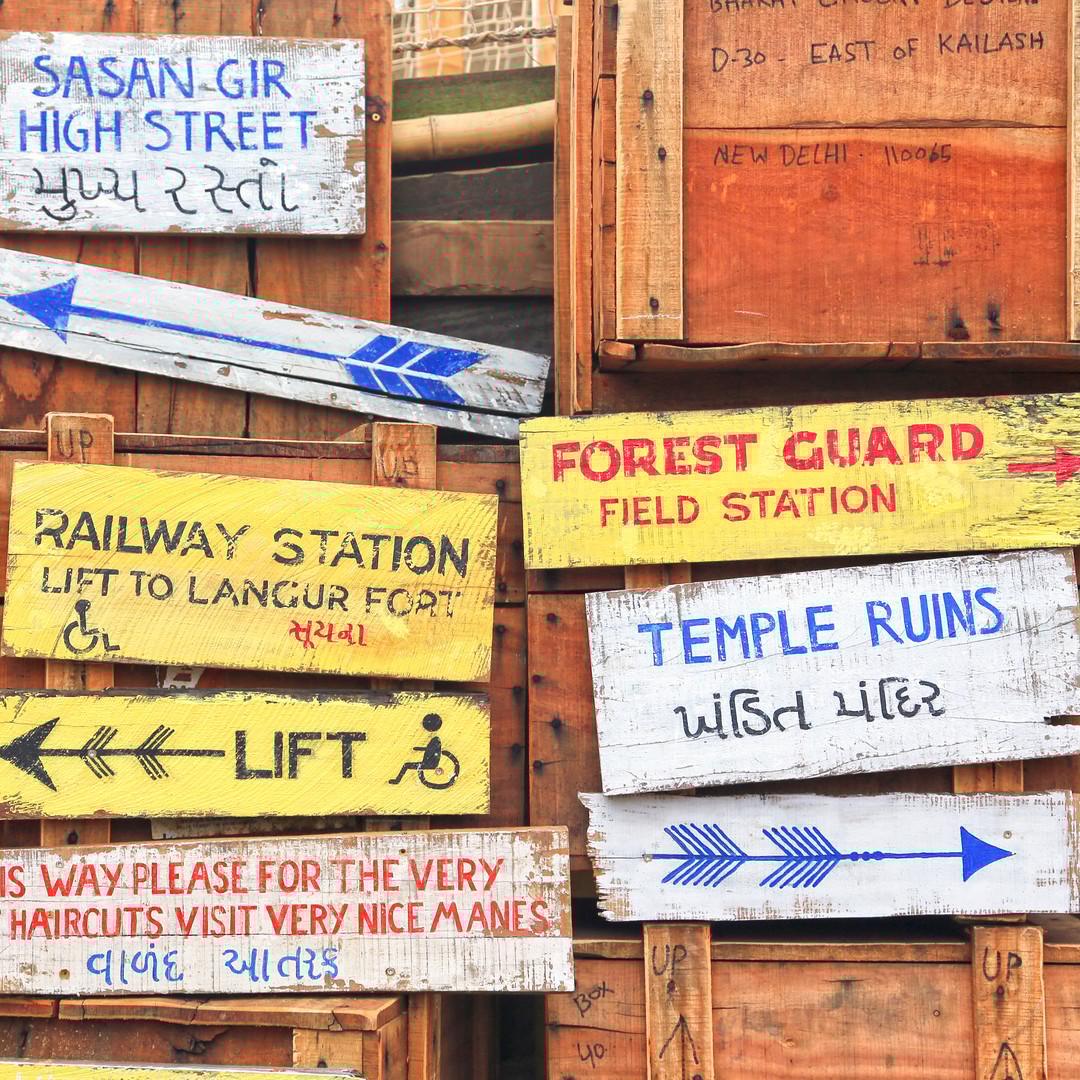 SASAN GIR
HIGH STREET
મુખ્ય રસ્તો
D-30 - EAST OF KAILASH
NEW DELHI - 110065
UP
FOREST GUARD
FIELD STATION
RAILWAY STATION
LIFT TO LANGUR FORT
સૂચના
TEMPLE RUINS
ખંડિત મંદિર
LIFT
IS WAY PLEASE FOR THE VERY
HAIRCUTS VISIT VERY NICE MANES
વાળંદ આ તરફ
UP
UP
BOX
40